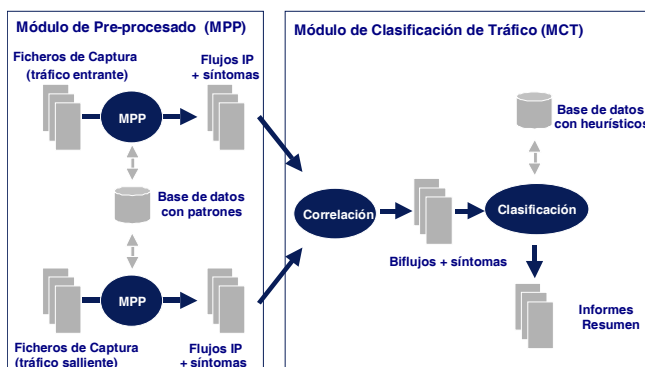 Módulo de Pre-procesado (MPP)
Ficheros de Captura
(tráfico entrante)
Flujos IP
+ síntomas
MPP
Base de datos
con patrones
MPP
Ficheros de Captura
(tráfico salliente)
Flujos IP
+ síntomas
Módulo de Clasificación de Tráfico (MCT)
Base de datos
con heurísticos
Correlación
Clasificación
Biflujos + síntomas
Informes
Resumen